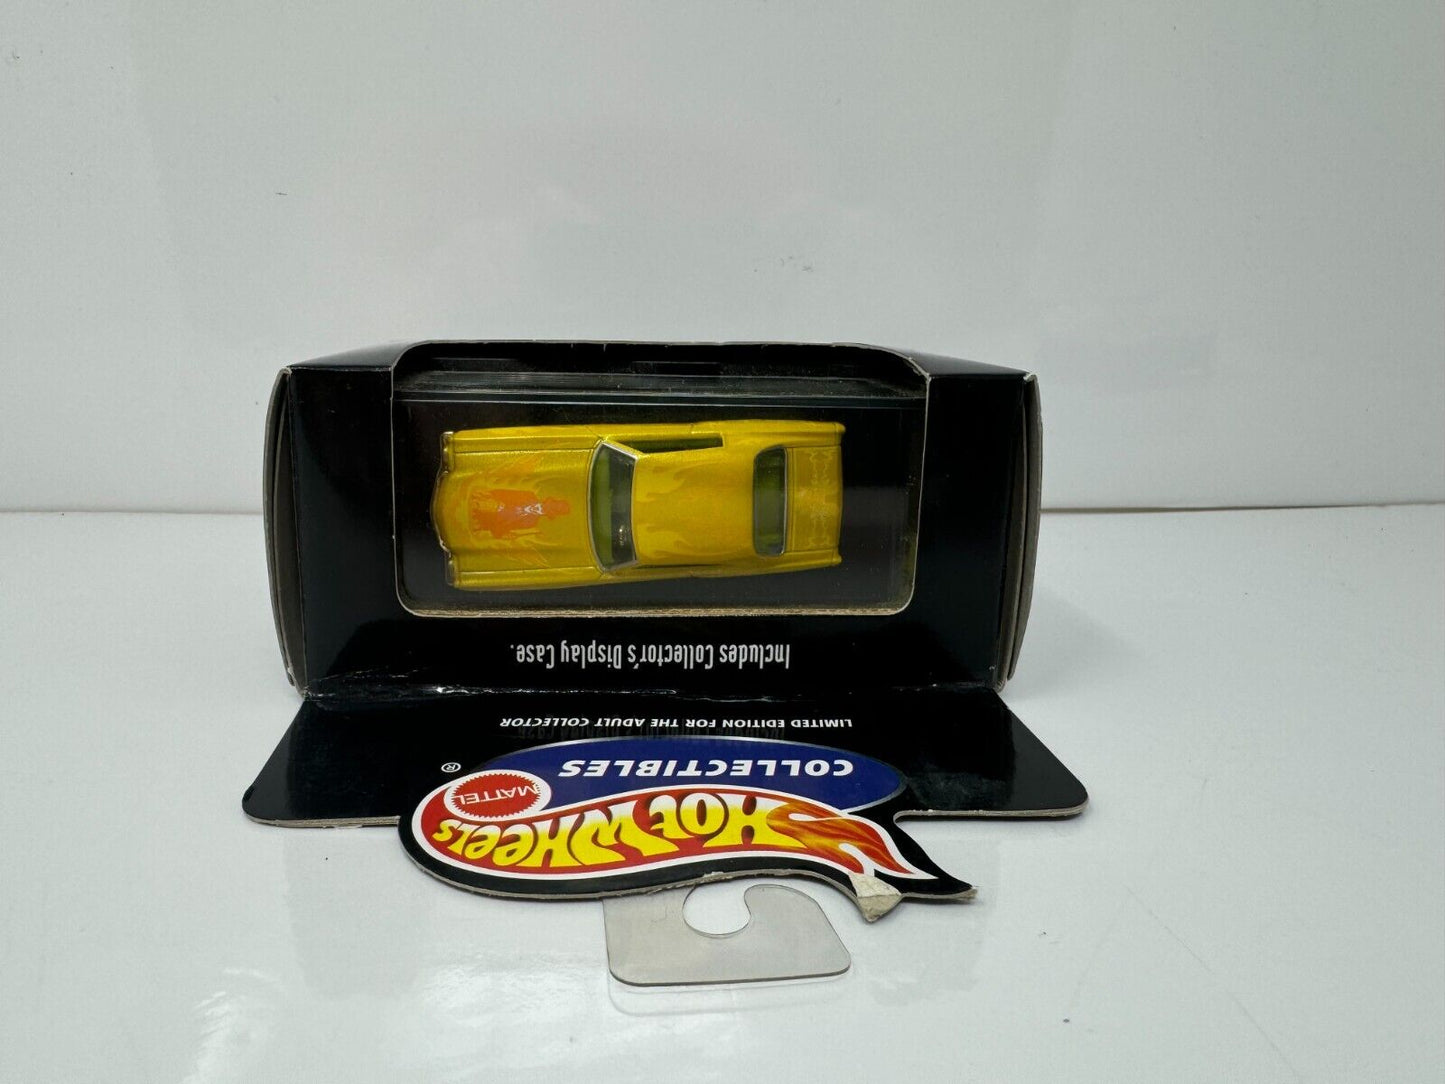 Includes Collector's Display Case.
LIMITED EDITION FOR THE ADULT COLLECTOR
COLLECTIBLES
®
MATTEL
HOT WHEELS